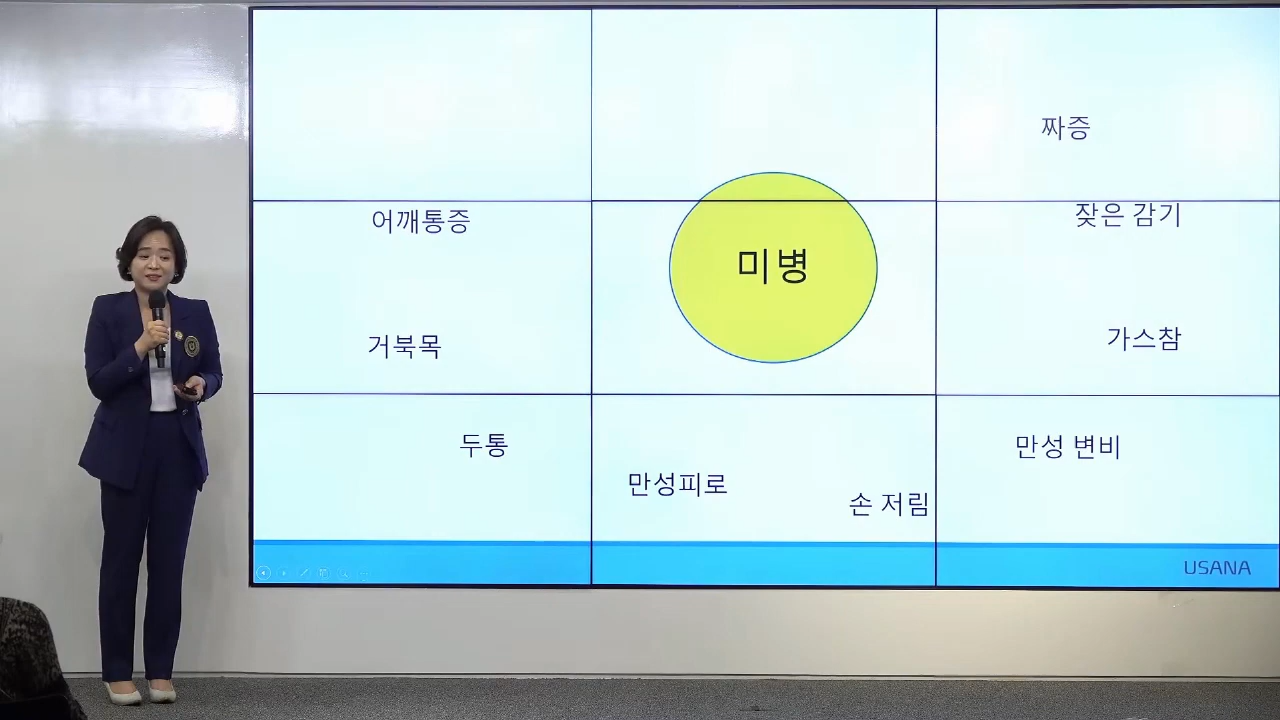 짜증
어깨통증
잦은 감기
미병
거북목
가스참
두통
만성 변비
만성피로
손 저림
USANA